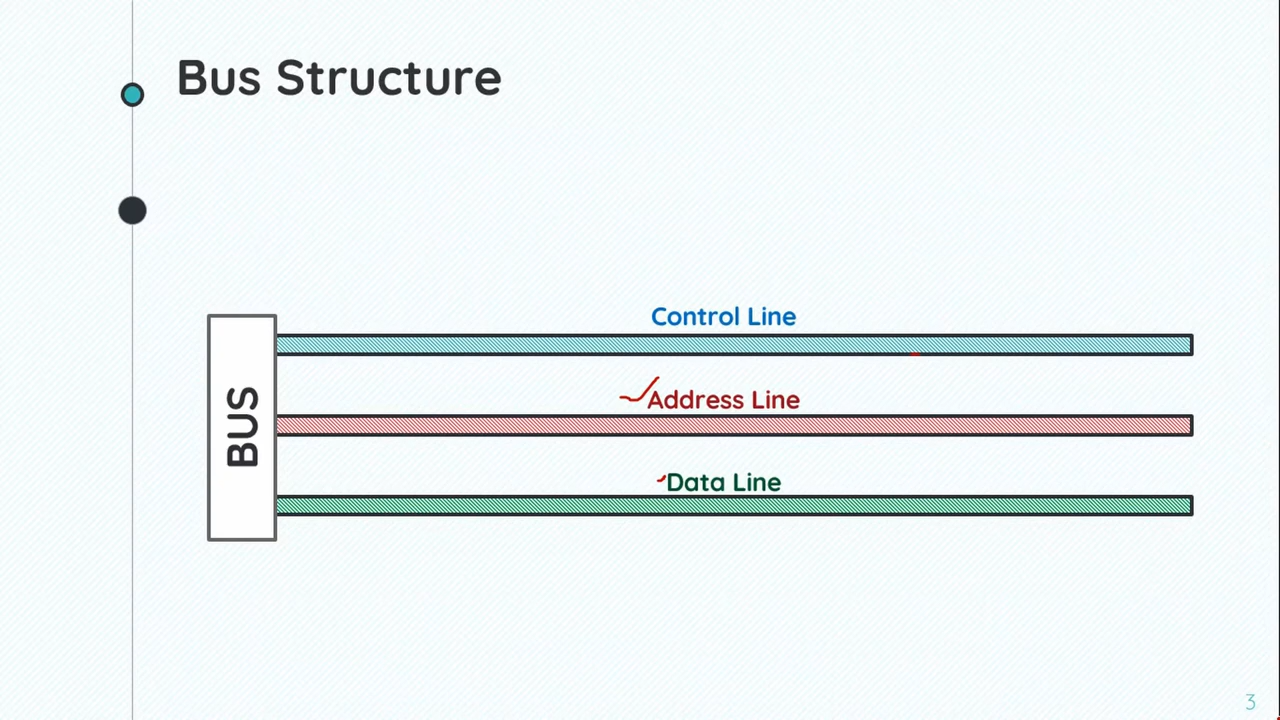 Bus Structure
Control Line
Address Line
Data Line
BUS
3